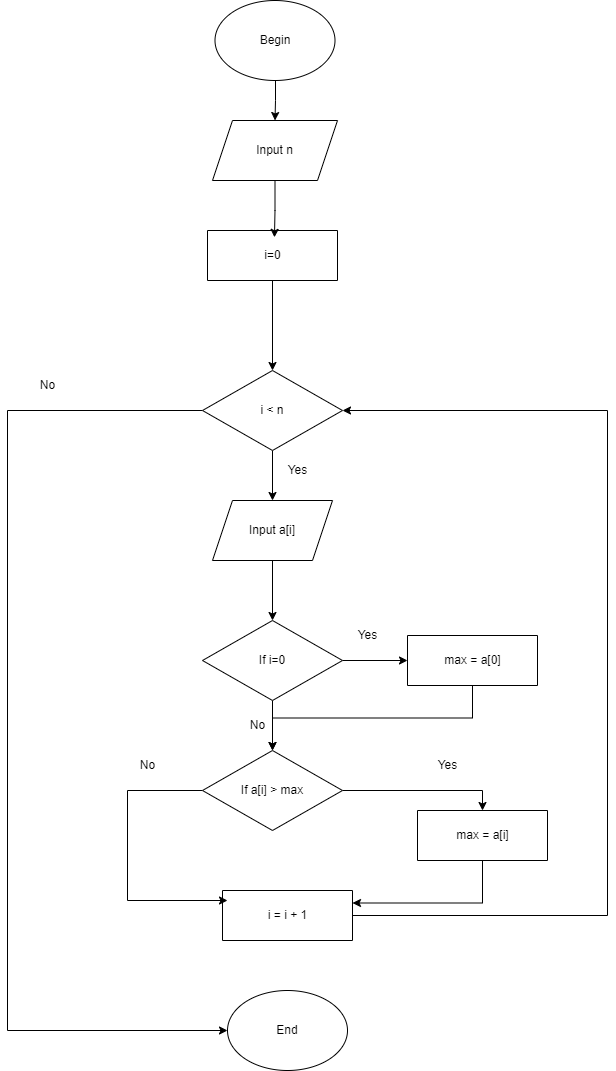 Begin
Input n
i=0
No
i < n
Yes
Input a[i]
Yes
If i=0
max = a[0]
No
No
Yes
If a[i] > max
max = a[i]
i = i + 1
End